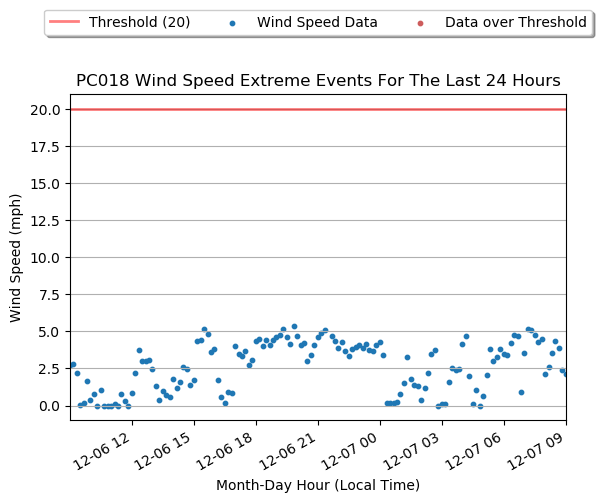 Threshold (20) Wind Speed Data Data over Threshold
PC018 Wind Speed Extreme Events For The Last 24 Hours
20.0
17.5
15.0
12.5
10.0
7.5
5.0
2.5
0.0
Wind Speed (mph)
12-06 12 12-06 15 12-06 18 12-06 21 12-07 00 12-07 03 12-07 06 12-07 09
Month-Day Hour (Local Time)